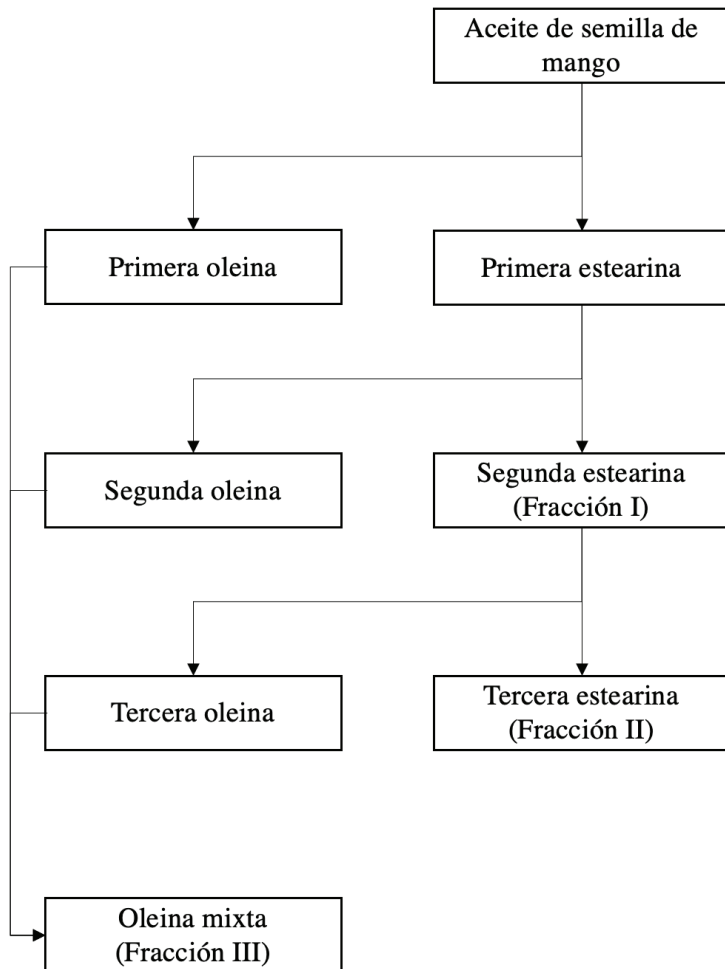 Aceite de semilla de
mango
Primera oleina
Primera estearina
Segunda oleina
Segunda estearina
(Fracción I)
Tercera oleina
Tercera estearina
(Fracción II)
Oleina mixta
(Fracción III)